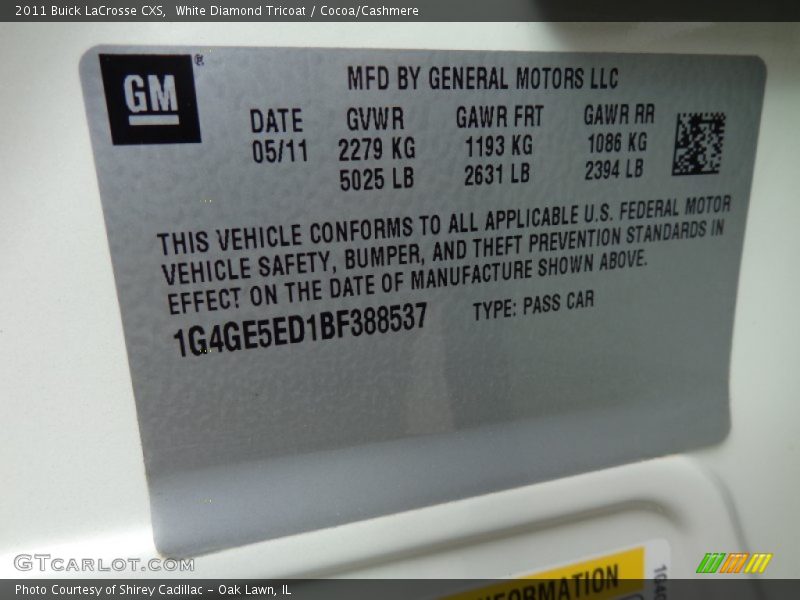 2011 Buick LaCrosse CXS, White Diamond Tricoat / Cocoa/Cashmere
GM ®
MFD BY GENERAL MOTORS LLC
DATE GVWR GAWR FRT GAWR RR
05/11 2279 KG 1193 KG 1086 KG
5025 LB 2631 LB 2394 LB
THIS VEHICLE CONFORMS TO ALL APPLICABLE U.S. FEDERAL MOTOR
VEHICLE SAFETY, BUMPER, AND THEFT PREVENTION STANDARDS IN
EFFECT ON THE DATE OF MANUFACTURE SHOWN ABOVE.
1G4GE5ED1BF388537 TYPE: PASS CAR
GTCARLOT.COM
Photo Courtesy of Shirey Cadillac - Oak Lawn, IL